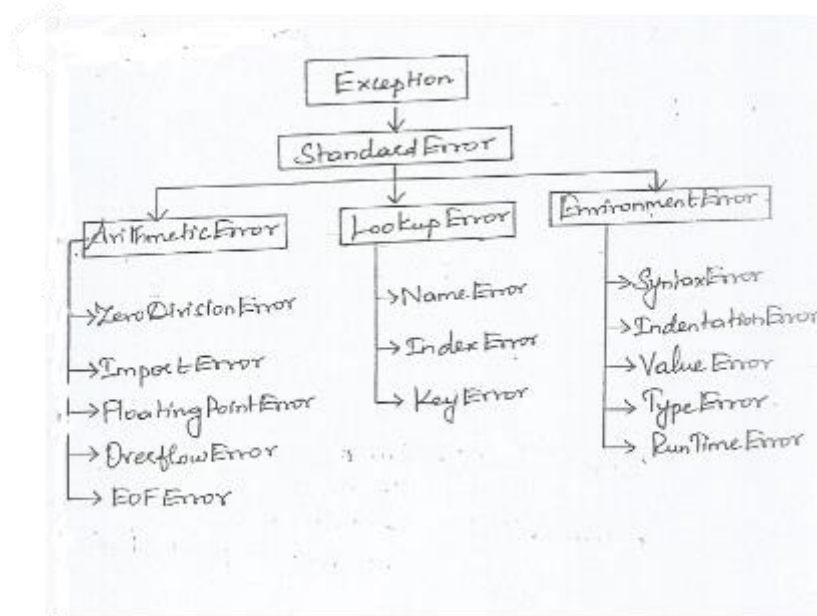 Exception
StandardError
ArithmeticError
LookupError
EnvironmentError
ZeroDivisionError
ImportError
FloatingPointError
OverflowError
EOFError
NameError
IndexError
KeyError
SyntaxError
IndentationError
ValueError
TypeError
RunTimeError